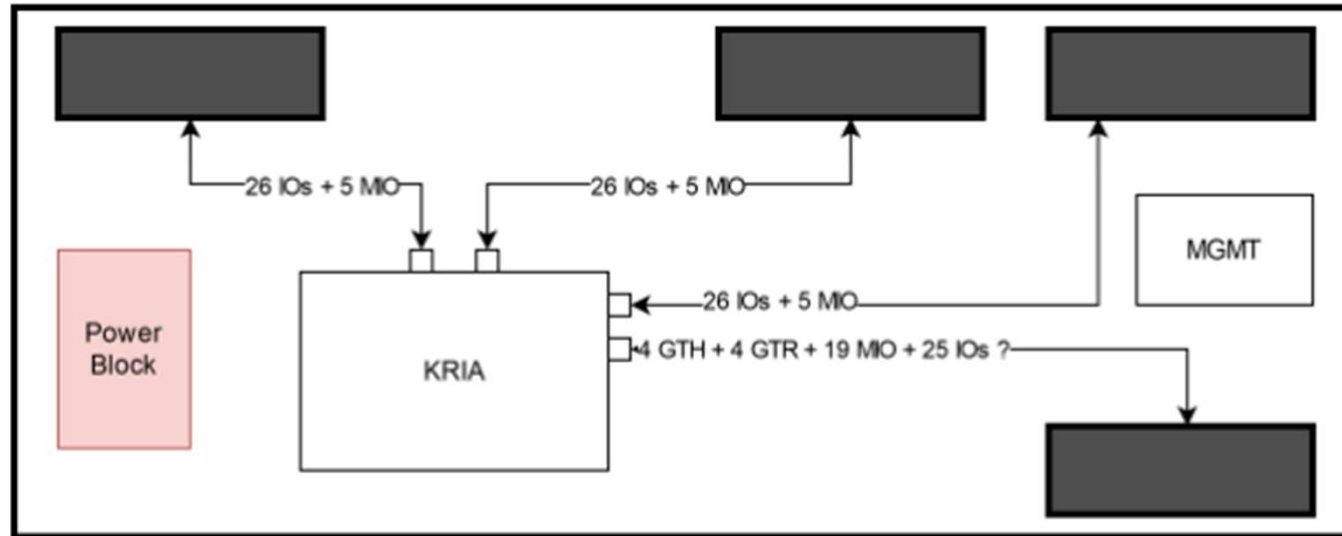 26 IOs + 5 MIO
26 IOs + 5 MIO
MGMT
Power
Block
26 IOs + 5 MIO
4 GTH + 4 GTR + 19 MIO + 25 IOs ?
KRIA